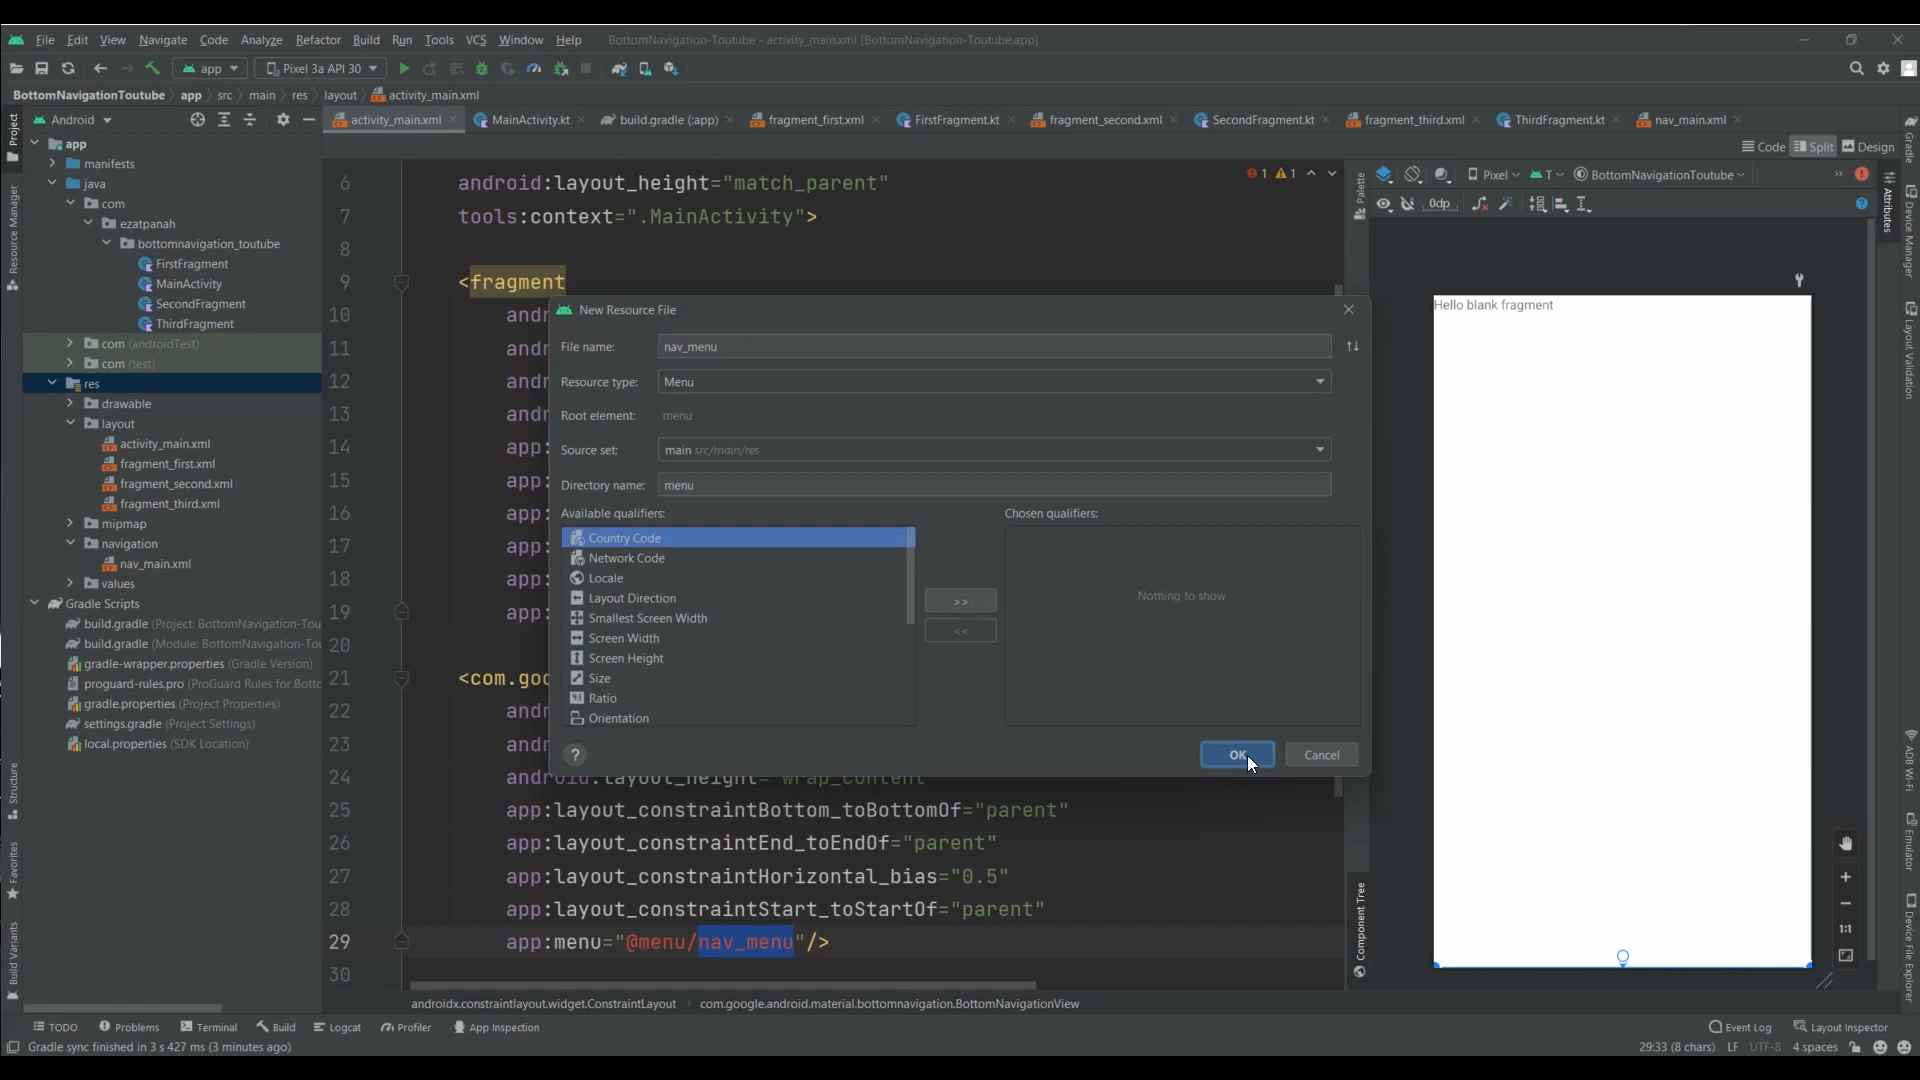 File Edit View Navigate Code Analyze Refactor Build Run Tools VCS Window Help BottomNavigation-Toutube - activity_main.xml [BottomNavigation-Toutube.app]
app Pixel 3a API 30
BottomNavigationToutube app src main res layout activity_main.xml
Project
Android
activity_main.xml MainActivity.kt build.gradle (:app) fragment_first.xml FirstFragment.kt fragment_second.xml SecondFragment.kt fragment_third.xml ThirdFragment.kt nav_main.xml
Code Split Design
app
manifests
java
com
ezatpanah
bottomnavigation_toutube
FirstFragment
MainActivity
SecondFragment
ThirdFragment
com (androidTest)
com (test)
res
drawable
layout
activity_main.xml
fragment_first.xml
fragment_second.xml
fragment_third.xml
mipmap
navigation
nav_main.xml
values
Gradle Scripts
build.gradle (Project: BottomNavigation-Tou
build.gradle (Module: BottomNavigation-To
gradle-wrapper.properties (Gradle Version)
proguard-rules.pro (ProGuard Rules for Botto
gradle.properties (Project Properties)
settings.gradle (Project Settings)
local.properties (SDK Location)
Resource Manager
Structure
Favorites
Build Variants
6 android:layout_height="match_parent"
1 1
7 tools:context=".MainActivity">
8
9 <fragment
10 andr
11 andr
12 andr
13 andr
14 app:
15 app:
16 app:
17 app:
18 app:
19 app:
20
21 <com.goo
22 andr
23 andr
24 android:layout_height="wrap_content"
25 app:layout_constraintBottom_toBottomOf="parent"
26 app:layout_constraintEnd_toEndOf="parent"
27 app:layout_constraintHorizontal_bias="0.5"
28 app:layout_constraintStart_toStartOf="parent"
29 app:menu="@menu/nav_menu"/>
30
New Resource File
File name: nav_menu
Resource type: Menu
Root element: menu
Source set: main src/main/res
Directory name: menu
Available qualifiers:
Chosen qualifiers:
Country Code
Network Code
Locale
Layout Direction
Smallest Screen Width
Screen Width
Screen Height
Size
Ratio
Orientation
>>
<<
Nothing to show
?
OK
Cancel
Palette
Component Tree
Pixel T BottomNavigationToutube
0dp
Hello blank fragment
1:1
Attributes
Gradle
Device Manager
Layout Validation
ADB Wi-Fi
Emulator
Device File Explorer
androidx.constraintlayout.widget.ConstraintLayout com.google.android.material.bottomnavigation.BottomNavigationView
TODO Problems Terminal Build Logcat Profiler App Inspection Event Log Layout Inspector
Gradle sync finished in 3 s 427 ms (3 minutes ago) 29:33 (8 chars) LF UTF-8 4 spaces